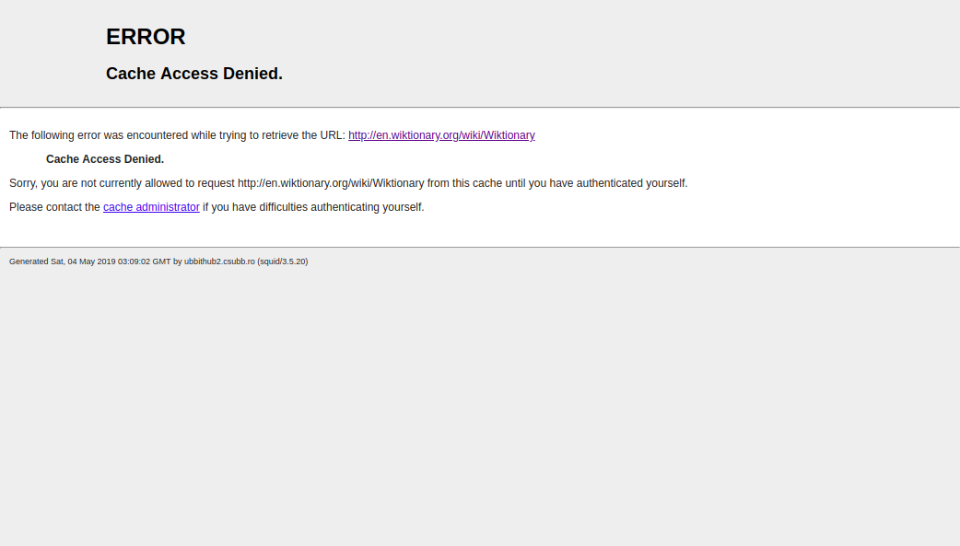 ERROR
Cache Access Denied.
The following error was encountered while trying to retrieve the URL: http://en.wiktionary.org/wiki/Wiktionary
Cache Access Denied.
Sorry, you are not currently allowed to request http://en.wiktionary.org/wiki/Wiktionary from this cache until you have authenticated yourself.
Please contact the cache administrator if you have difficulties authenticating yourself.
Generated Sat, 04 May 2019 03:09:02 GMT by ubbithub2.csubb.ro (squid/3.5.20)